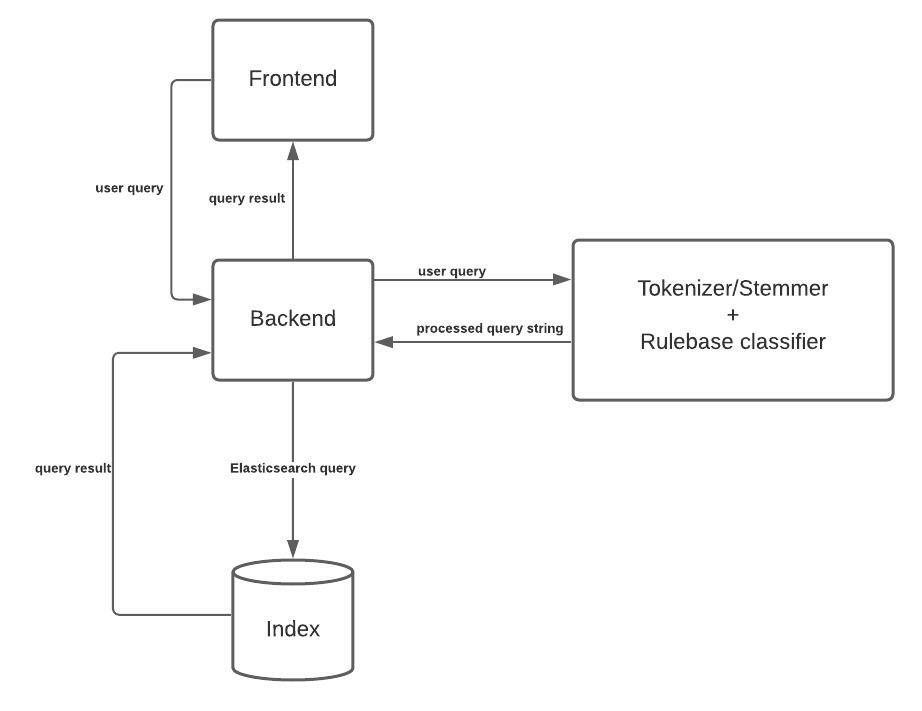 Frontend
user query
query result
user query
Tokenizer/Stemmer
+
Rulebase classifier
Backend
processed query string
query result
Elasticsearch query
Index